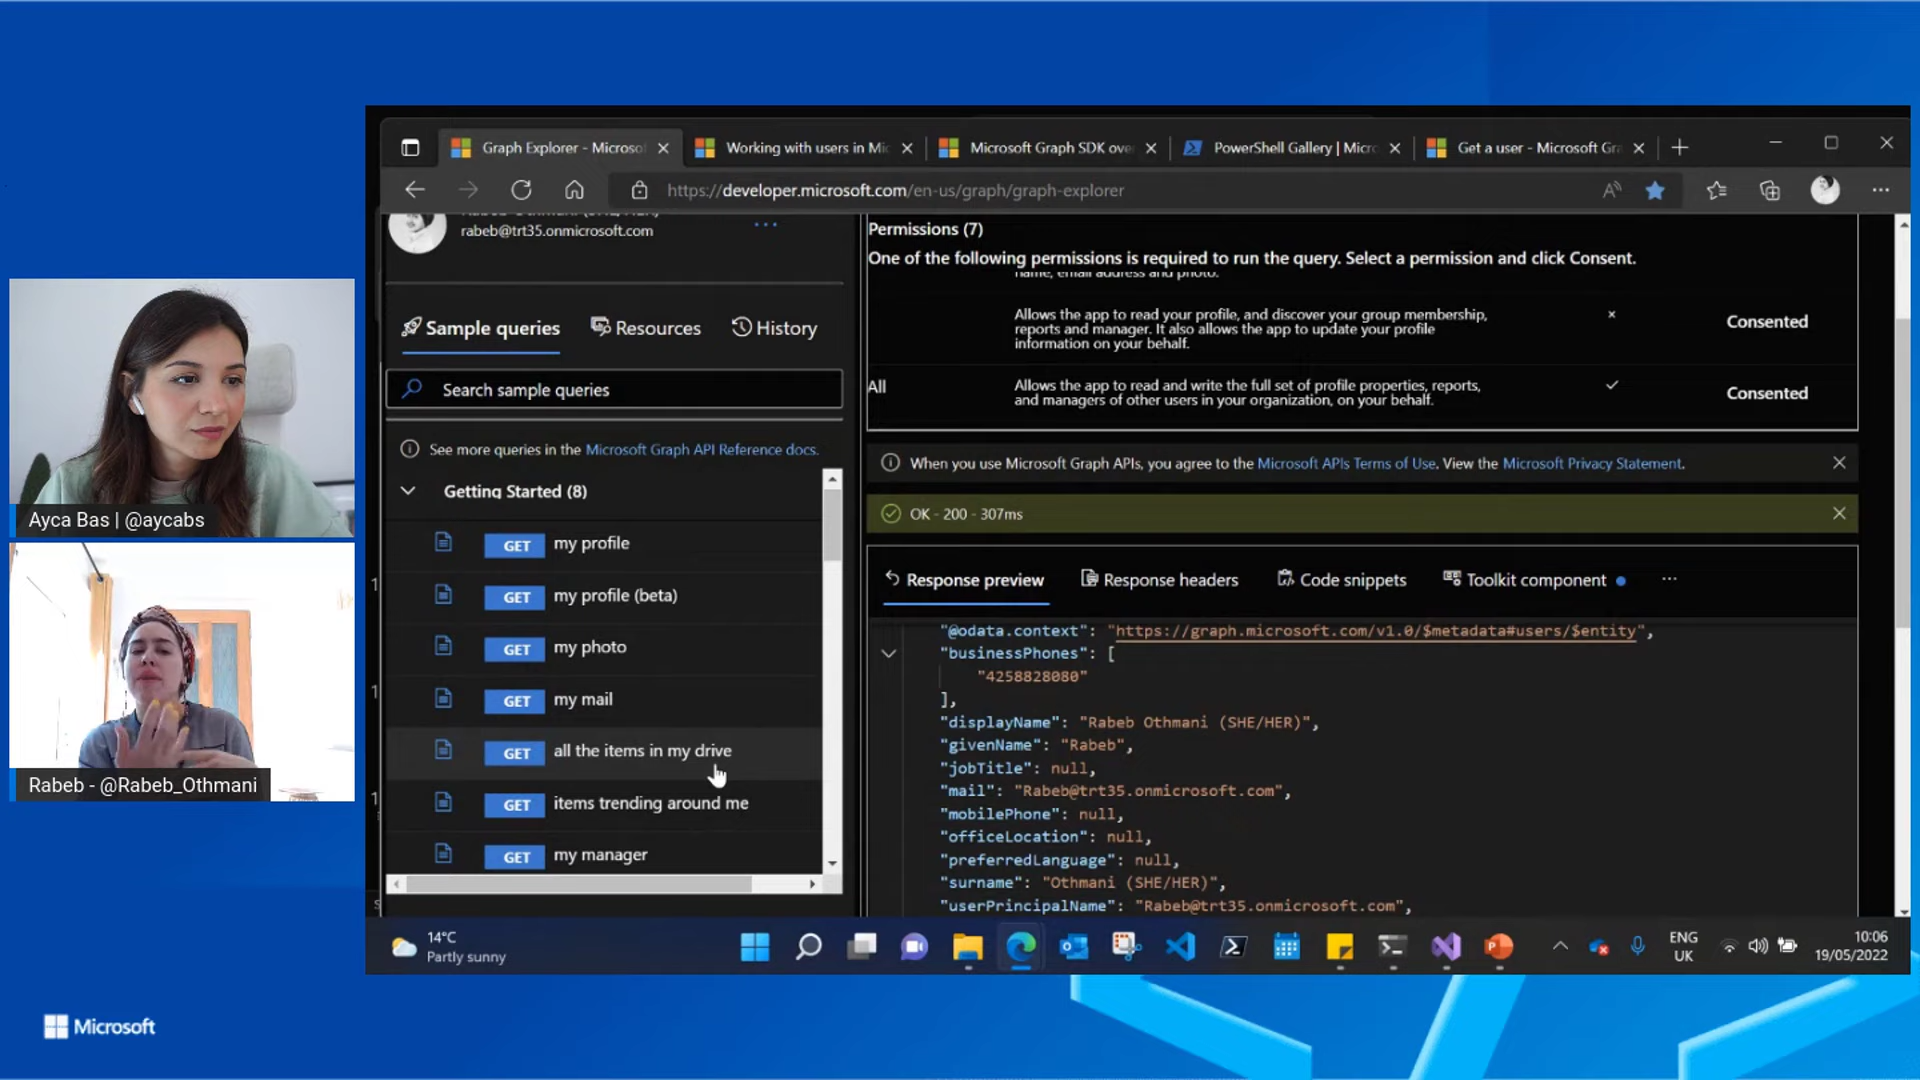 Graph Explorer - Microsof
Working with users in Mic
Microsoft Graph SDK over
PowerShell Gallery | Micro
Get a user - Microsoft Gra
https://developer.microsoft.com/en-us/graph/graph-explorer
rabeb@trt35.onmicrosoft.com
Sample queries
Resources
History
Search sample queries
See more queries in the Microsoft Graph API Reference docs.
Getting Started (8)
GET my profile
GET my profile (beta)
GET my photo
GET my mail
GET all the items in my drive
GET items trending around me
GET my manager
Permissions (7)
One of the following permissions is required to run the query. Select a permission and click Consent.
name, email address and photo.
Allows the app to read your profile, and discover your group membership,
reports and manager. It also allows the app to update your profile
information on your behalf.
Consented
All
Allows the app to read and write the full set of profile properties, reports,
and managers of other users in your organization, on your behalf.
Consented
When you use Microsoft Graph APIs, you agree to the Microsoft APIs Terms of Use. View the Microsoft Privacy Statement.
OK - 200 - 307ms
Response preview
Response headers
Code snippets
Toolkit component
"@odata.context": "https://graph.microsoft.com/v1.0/$metadata#users/$entity",
"businessPhones": [
"4258828080"
],
"displayName": "Rabeb Othmani (SHE/HER)",
"givenName": "Rabeb",
"jobTitle": null,
"mail": "Rabeb@trt35.onmicrosoft.com",
"mobilePhone": null,
"officeLocation": null,
"preferredLanguage": null,
"surname": "Othmani (SHE/HER)",
"userPrincipalName": "Rabeb@trt35.onmicrosoft.com",
14°C
Partly sunny
ENG
UK
10:06
19/05/2022
Ayca Bas | @aycabs
Rabeb - @Rabeb_Othmani
Microsoft